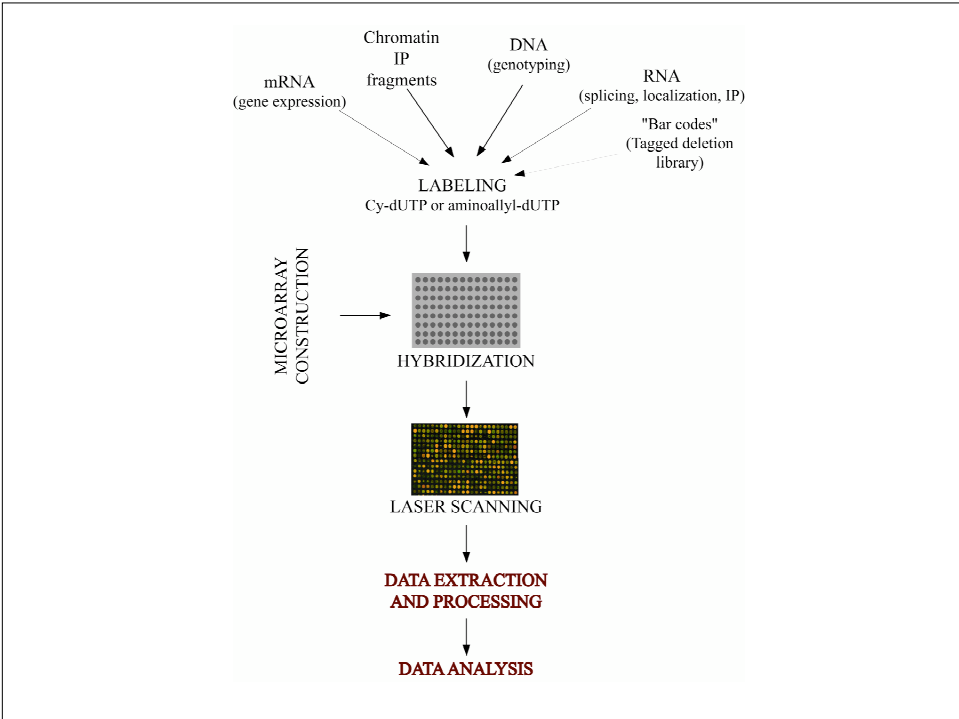 Chromatin
IP
fragments
DNA
(genotyping)
mRNA
(gene expression)
RNA
(splicing, localization, IP)
"Bar codes"
(Tagged deletion
library)
LABELING
Cy-dUTP or aminoallyl-dUTP
MICROARRAY
CONSTRUCTION
HYBRIDIZATION
LASER SCANNING
DATA EXTRACTION
AND PROCESSING
DATA ANALYSIS